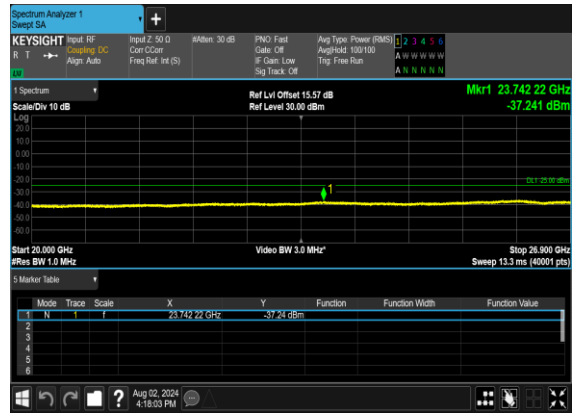 Spectrum Analyzer 1
Swept SA
+
KEYSIGHT Input: RF Input Z: 50 Ω #Atten: 30 dB PNO: Fast Avg Type: Power (RMS) 1 2 3 4 5 6
R T Coupling: DC Corr CCorr Gate: Off Avg|Hold: 100/100 A W W W W W
Align: Auto Freq Ref: Int (S) IF Gain: Low Trig: Free Run
Sig Track: Off A N N N N N
1 Spectrum Ref Lvl Offset 15.57 dB Mkr1 23.742 22 GHz
Scale/Div 10 dB Ref Level 30.00 dBm -37.241 dBm
Log
20.0
10.0
0.00
-10.0
-20.0
DL1 -25.00 dBm
-30.0
1
-40.0
-50.0
-60.0
Start 20.000 GHz Video BW 3.0 MHz* Stop 26.900 GHz
#Res BW 1.0 MHz Sweep 13.3 ms (40001 pts)
5 Marker Table
Mode Trace Scale X Y Function Function Width Function Value
1 N 1 f 23.742 22 GHz -37.24 dBm
2
3
4
5
6
? Aug 02, 2024
4:18:03 PM